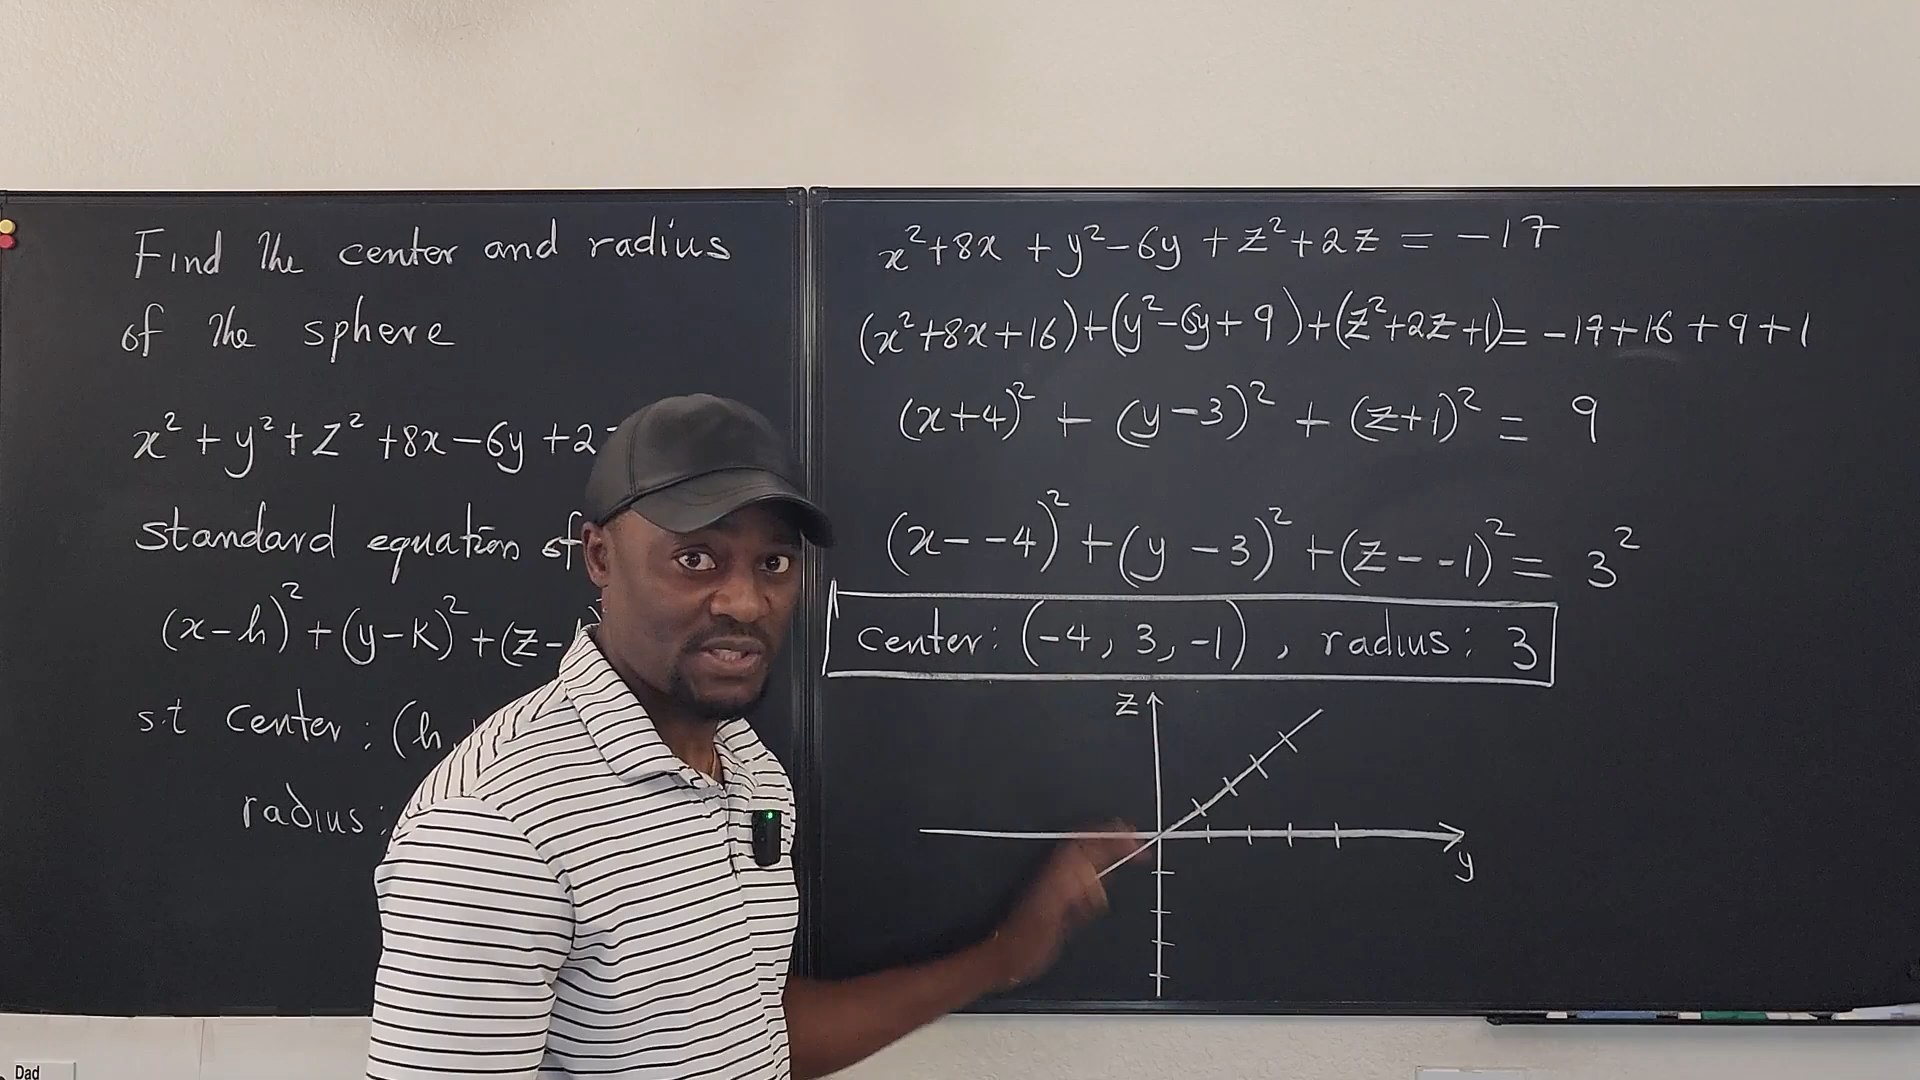 Find the center and radius
of the sphere
x² + y² + z² + 8x - 6y + 2
standard equation of
(x-h)² + (y-k)² + (z-
s.t center: (h,
radius:
x² + 8x + y² - 6y + z² + 2z = -17
(x² + 8x + 16) + (y² - 6y + 9) + (z² + 2z + 1) = -17 + 16 + 9 + 1
(x+4)² + (y-3)² + (z+1)² = 9
(x--4)² + (y-3)² + (z--1)² = 3²
center: (-4, 3, -1), radius: 3
z
y
Dad